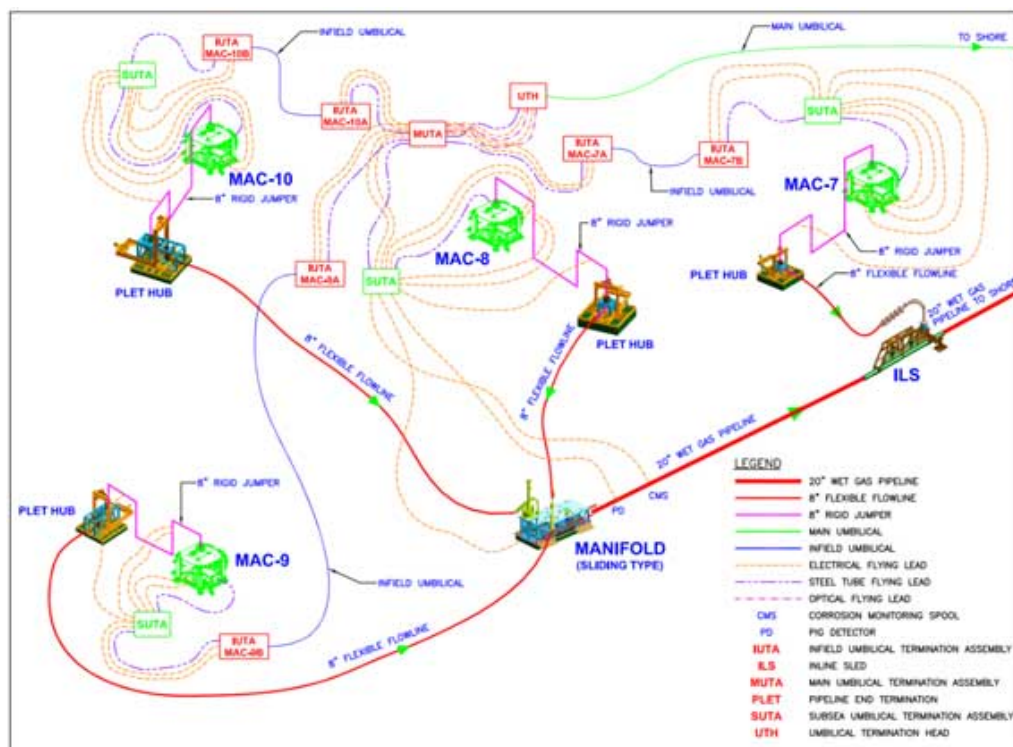 IUTA
MAC-10B
INFIELD UMBILICAL
MAIN UMBILICAL
TO SHORE
SUTA
IUTA
MAC-10A
UTH
MUTA
SUTA
IUTA
MAC-7A
IUTA
MAC-7B
INFIELD UMBILICAL
MAC-10
8" RIGID JUMPER
MAC-7
MAC-8
8" RIGID JUMPER
8" RIGID JUMPER
PLET HUB
IUTA
MAC-9A
SUTA
PLET HUB
8" FLEXIBLE FLOWLINE
PLET HUB
20" WET GAS
PIPELINE TO SHORE
ILS
8" FLEXIBLE FLOWLINE
8" FLEXIBLE FLOWLINE
20" WET GAS PIPELINE
CMS
PD
MANIFOLD
(SLIDING TYPE)
8" RIGID JUMPER
PLET HUB
MAC-9
INFIELD UMBILICAL
SUTA
IUTA
MAC-9B
8" FLEXIBLE FLOWLINE
LEGEND
20" WET GAS PIPELINE
8" FLEXIBLE FLOWLINE
8" RIGID JUMPER
MAIN UMBILICAL
INFIELD UMBILICAL
ELECTRICAL FLYING LEAD
STEEL TUBE FLYING LEAD
OPTICAL FLYING LEAD
CMS CORROSION MONITORING SPOOL
PD PIG DETECTOR
IUTA INFIELD UMBILICAL TERMINATION ASSEMBLY
ILS INLINE SLED
MUTA MAIN UMBILICAL TERMINATION ASSEMBLY
PLET PIPELINE END TERMINATION
SUTA SUBSEA UMBILICAL TERMINATION ASSEMBLY
UTH UMBILICAL TERMINATION HEAD